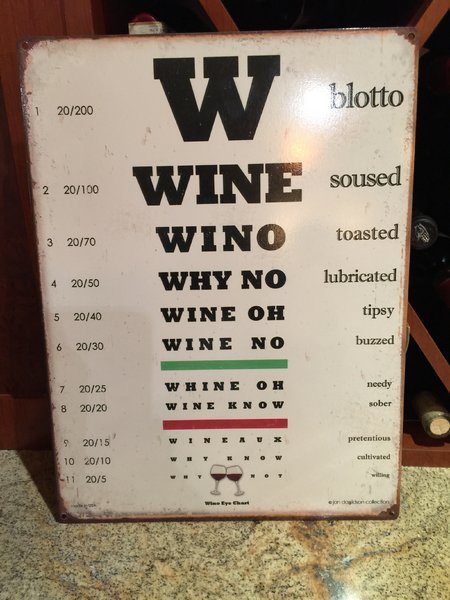 1 20/200 W blotto
2 20/100 WINE soused
3 20/70 WINO toasted
4 20/50 WHY NO lubricated
5 20/40 WINE OH tipsy
6 20/30 WINE NO buzzed
7 20/25 WHINE OH needy
8 20/20 WINE KNOW sober
9 20/15 WINEAUX pretentious
10 20/10 WHY KNOW cultivated
11 20/5 WHY NOT willing
Wine Eye Chart